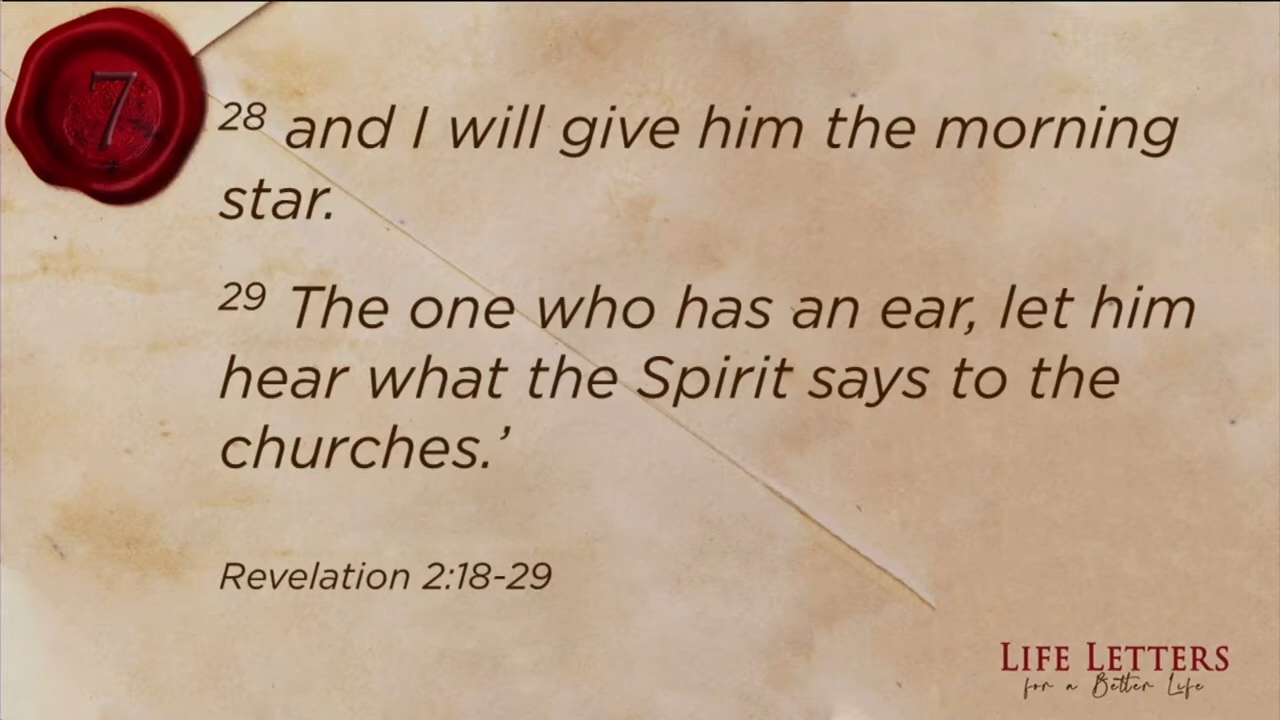 7
28 and I will give him the morning
star.
29 The one who has an ear, let him
hear what the Spirit says to the
churches.’
Revelation 2:18-29
LIFE LETTERS
for a Better Life